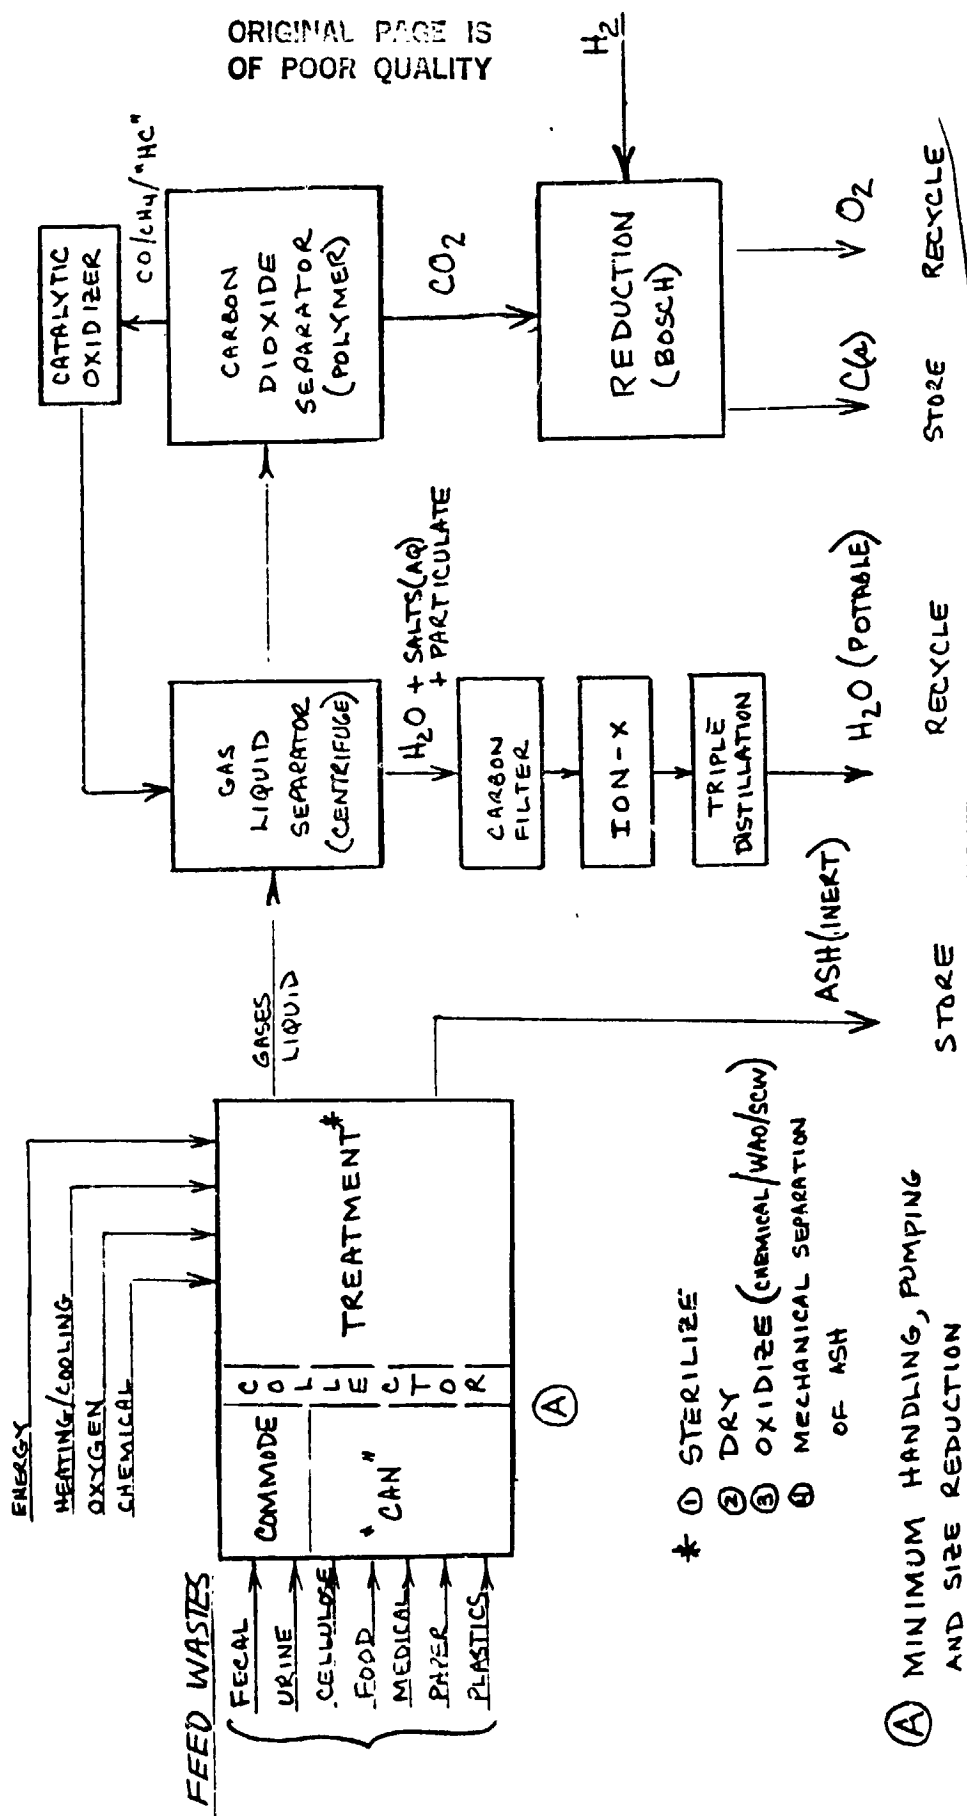 ORIGINAL PAGE IS
OF POOR QUALITY
FEED WASTES
FECAL
URINE
CELLULOSE
FOOD
MEDICAL
PAPER
PLASTICS
ENERGY
HEATING/COOLING
OXYGEN
CHEMICAL
COMMODE
"CAN"
COLLECTOR
TREATMENT*
A
GASES
LIQUID
GAS
LIQUID
SEPARATOR
(CENTRIFUGE)
CATALYTIC
OXIDIZER
CO/CH4/"HC"
CARBON
DIOXIDE
SEPARATOR
(POLYMER)
H2O + SALTS(AQ)
+ PARTICULATE
CARBON
FILTER
ION-X
TRIPLE
DISTILLATION
CO2
H2
REDUCTION
(BOSCH)
ASH(INERT)
H2O (POTABLE)
C(s)
O2
STORE
RECYCLE
STORE
RECYCLE
* ① STERILIZE
② DRY
③ OXIDIZE (CHEMICAL/WAO/SCW)
④ MECHANICAL SEPARATION
OF ASH
Ⓐ MINIMUM HANDLING, PUMPING
AND SIZE REDUCTION